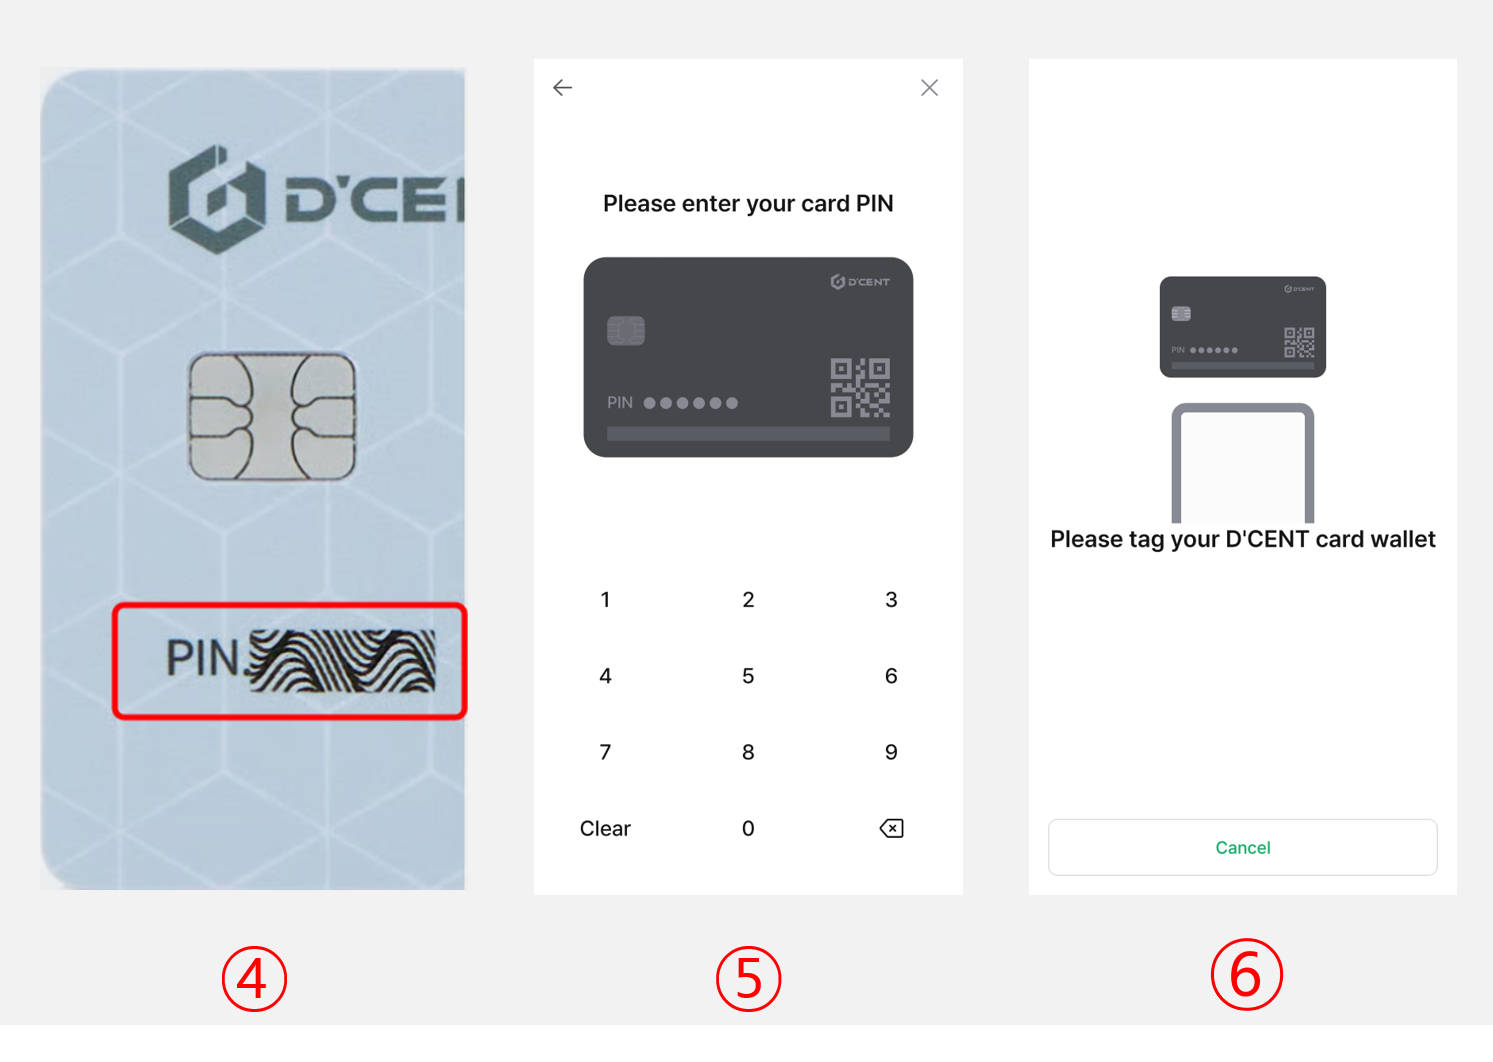 D'CEN
PIN.
④
Please enter your card PIN
D'CENT
PIN ●●●●●●
1 2 3
4 5 6
7 8 9
Clear 0
⑤
D'CENT
PIN ●●●●●●
Please tag your D'CENT card wallet
Cancel
⑥